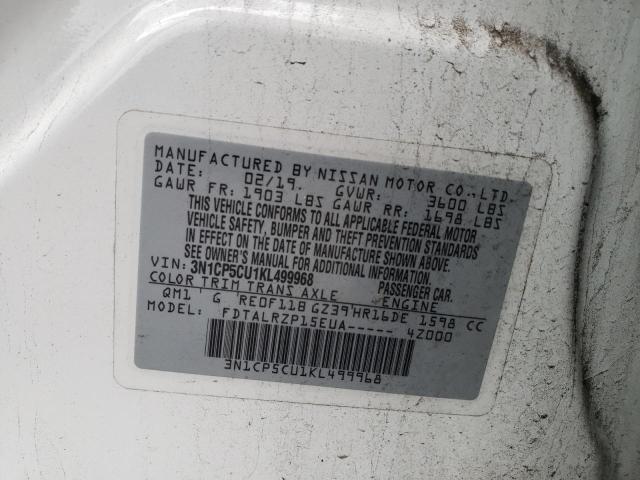 MANUFACTURED BY NISSAN MOTOR CO.,LTD.
DATE: 02/19. GVWR: 3600 LBS
GAWR FR: 1903 LBS GAWR RR: 1698 LBS
THIS VEHICLE CONFORMS TO ALL APPLICABLE FEDERAL MOTOR
VEHICLE SAFETY, BUMPER AND THEFT PREVENTION STANDARDS
IN EFFECT ON THE DATE OF MANUFACTURE SHOWN ABOVE.
SEE OWNER'S MANUAL FOR ADDITIONAL INFORMATION.
VIN: 3N1CP5CU1KL499968 PASSENGER CAR.
COLOR TRIM TRANS AXLE ENGINE
QM1 G RE0F11B GZ39 HR16DE 1598 CC
MODEL: FDTALRZP15EUA----- 4Z000
3N1CP5CU1KL499968